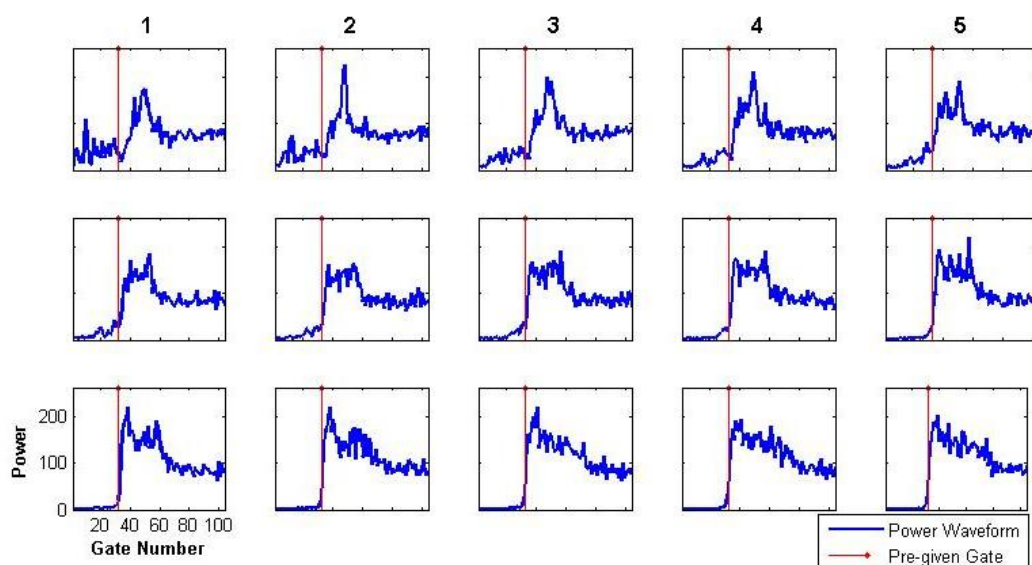 1 2 3 4 5
200
100
0
Power
20 40 60 80 100
Gate Number
Power Waveform
Pre-given Gate